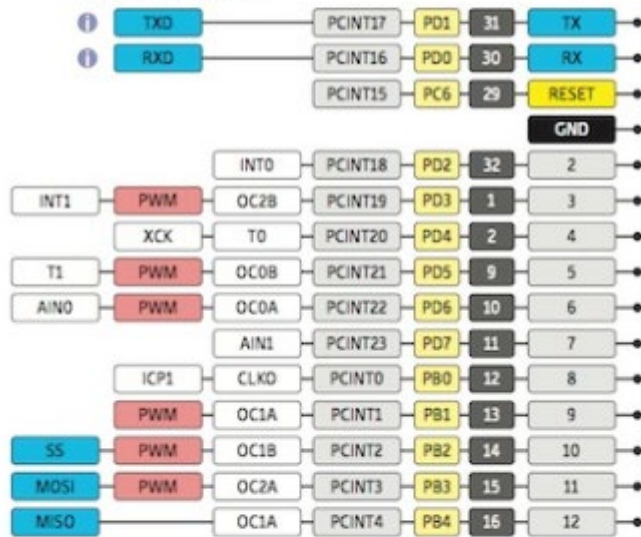 TXD PCINT17 PD1 31 TX
RXD PCINT16 PD0 30 RX
PCINT15 PC6 29 RESET
GND
INT0 PCINT18 PD2 32 2
INT1 PWM OC2B PCINT19 PD3 1 3
XCK T0 PCINT20 PD4 2 4
T1 PWM OC0B PCINT21 PD5 9 5
AIN0 PWM OC0A PCINT22 PD6 10 6
AIN1 PCINT23 PD7 11 7
ICP1 CLKO PCINT0 PB0 12 8
PWM OC1A PCINT1 PB1 13 9
SS PWM OC1B PCINT2 PB2 14 10
MOSI PWM OC2A PCINT3 PB3 15 11
MISO OC1A PCINT4 PB4 16 12